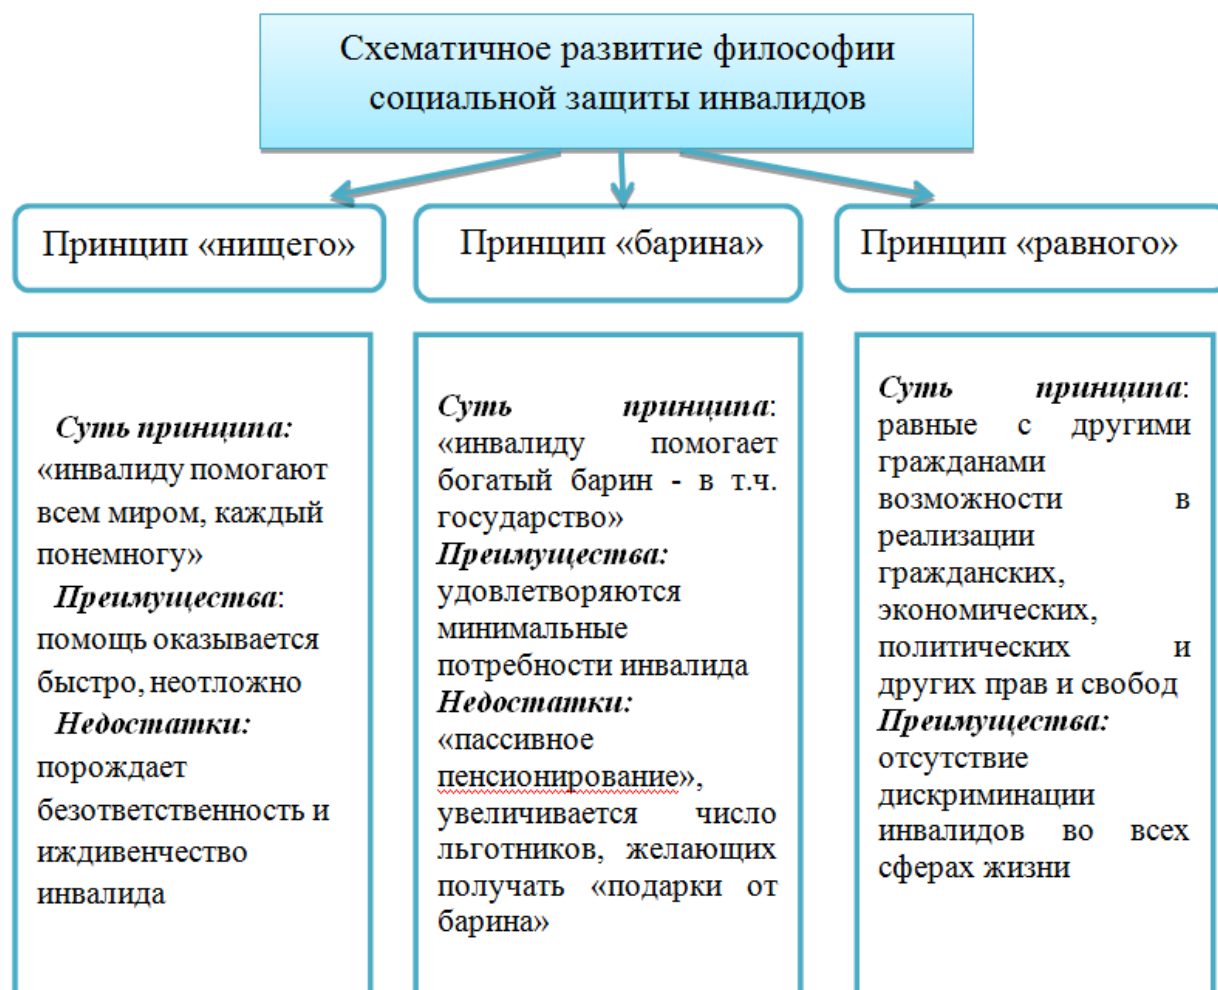 Схематичное развитие философии
социальной защиты инвалидов
Принцип «нищего»
Принцип «барина»
Принцип «равного»
Суть принципа:
«инвалиду помогают
всем миром, каждый
понемногу»
Преимущества:
помощь оказывается
быстро, неотложно
Недостатки:
порождает
безответственность и
иждивенчество
инвалида
Суть принципа:
«инвалиду помогает
богатый барин - в т.ч.
государство»
Преимущества:
удовлетворяются
минимальные
потребности инвалида
Недостатки:
«пассивное
пенсионирование»,
увеличивается число
льготников, желающих
получать «подарки от
барина»
Суть принципа:
равные с другими
гражданами
возможности в
реализации
гражданских,
экономических,
политических и
других прав и свобод
Преимущества:
отсутствие
дискриминации
инвалидов во всех
сферах жизни